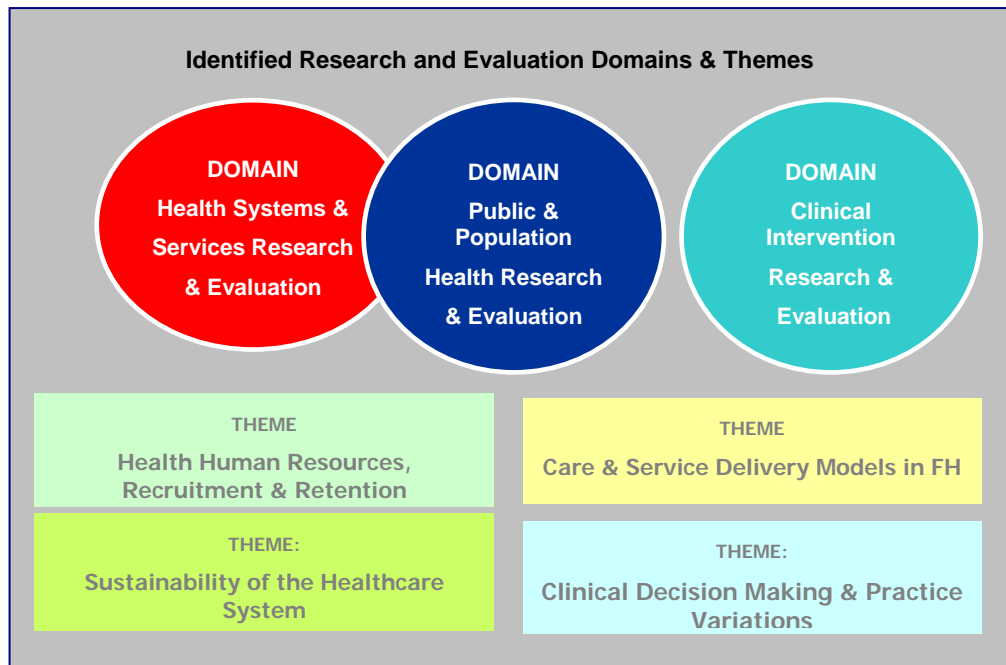 Identified Research and Evaluation Domains & Themes
DOMAIN
Health Systems &
Services Research
& Evaluation
DOMAIN
Public &
Population
Health Research
& Evaluation
DOMAIN
Clinical
Intervention
Research &
Evaluation
THEME
Health Human Resources,
Recruitment & Retention
THEME
Care & Service Delivery Models in FH
THEME:
Sustainability of the Healthcare
System
THEME:
Clinical Decision Making & Practice
Variations